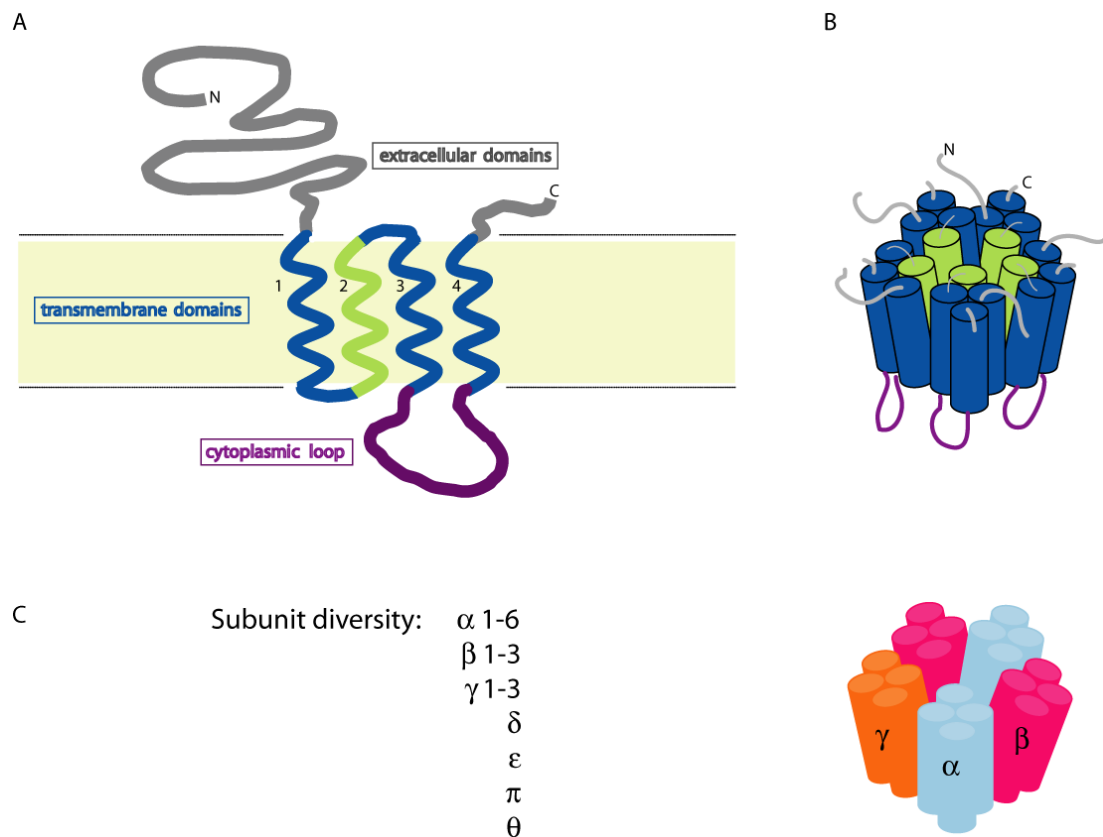 A
B
N
extracellular domains
C
N
C
1
2
3
4
transmembrane domains
cytoplasmic loop
C
Subunit diversity: α 1-6
β 1-3
γ 1-3
δ
ε
π
θ
γ
α
β